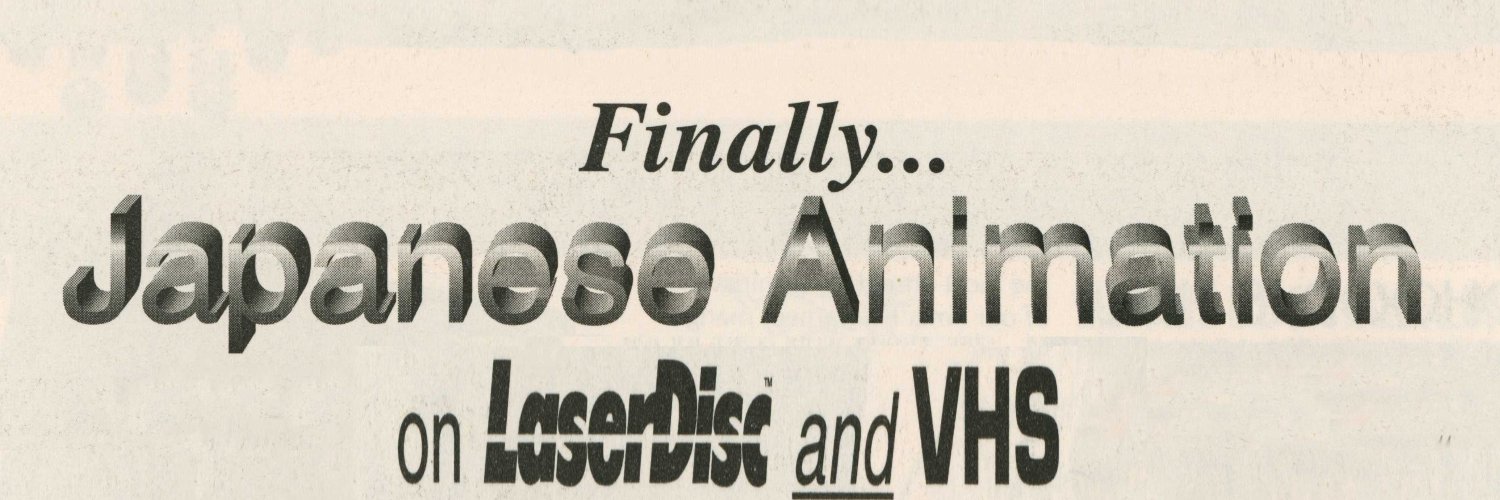 Finally...
Japanese Animation
on LaserDisc™ and VHS